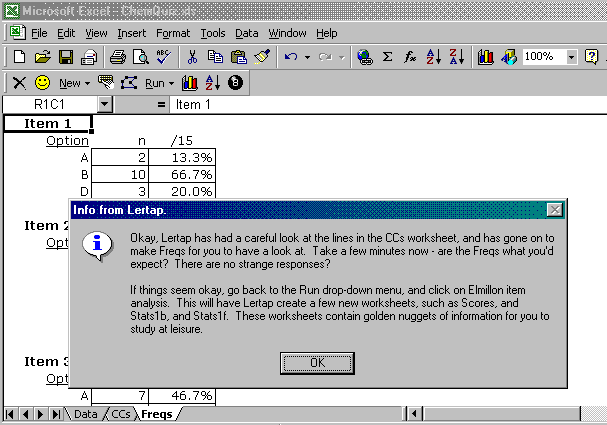 Microsoft Excel - ChemQuiz.xls
File Edit View Insert Format Tools Data Window Help
100%
New Run 8
R1C1 = Item 1
Item 1
Option n /15
A 2 13.3%
B 10 66.7%
D 3 20.0%
Info from Lertap.
Okay, Lertap has had a careful look at the lines in the CCs worksheet, and has gone on to
make Freqs for you to have a look at. Take a few minutes now - are the Freqs what you'd
expect? There are no strange responses?
If things seem okay, go back to the Run drop-down menu, and click on Elmillon item
analysis. This will have Lertap create a few new worksheets, such as Scores, and
Stats1b, and Stats1f. These worksheets contain golden nuggets of information for you to
study at leisure.
OK
Item 2
Opt
Item 3
Opt
A 7 46.7%
Data CCs Freqs